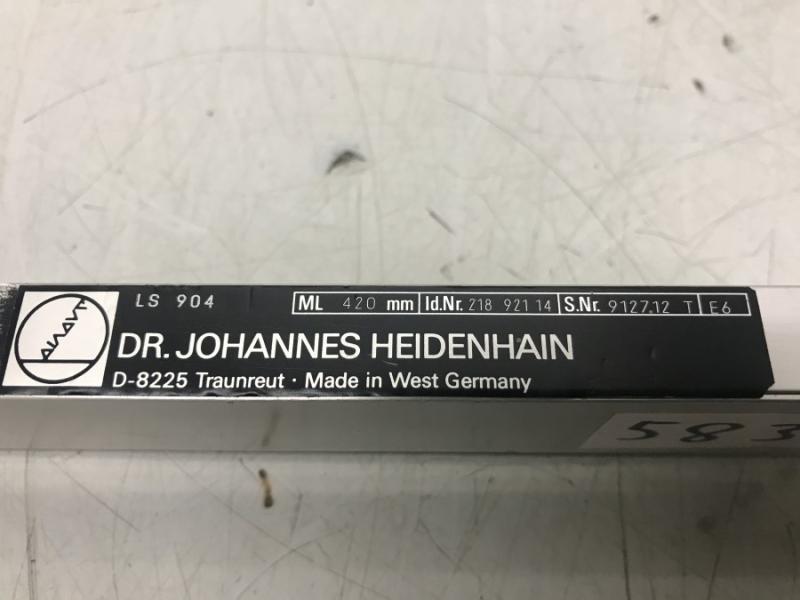 LS 904 ML 420 mm Id.Nr. 218 921 14 S.Nr. 9127.12 T E6
DR. JOHANNES HEIDENHAIN
D-8225 Traunreut · Made in West Germany
583